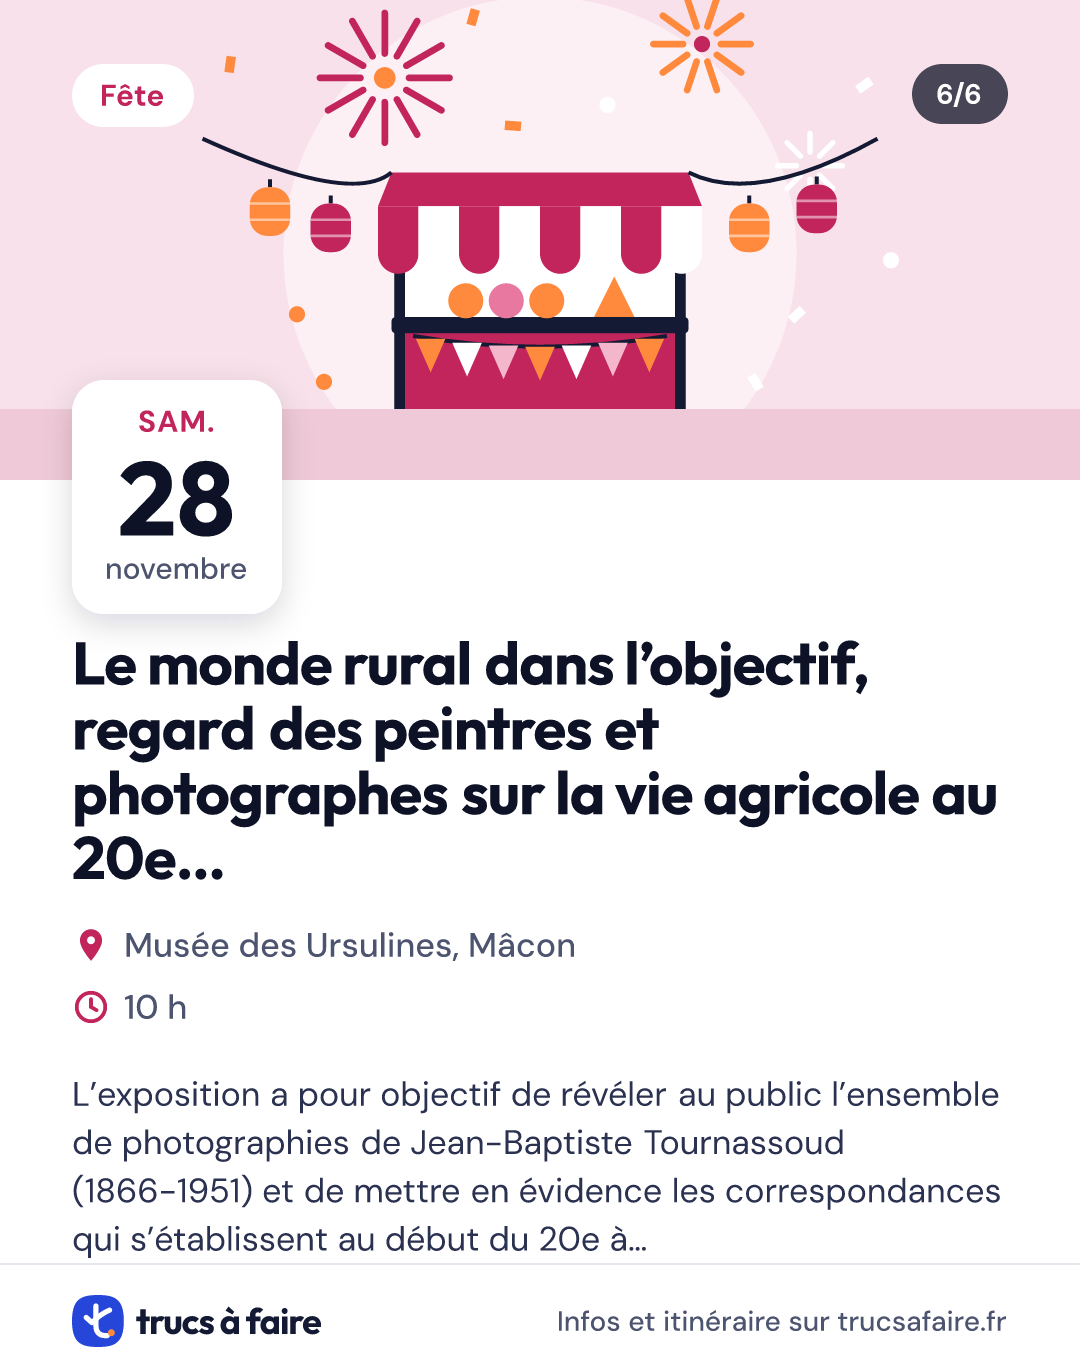 Fête
6/6
SAM.
28
novembre
Le monde rural dans l’objectif,
regard des peintres et
photographes sur la vie agricole au
20e...
Musée des Ursulines, Mâcon
10 h
L’exposition a pour objectif de révéler au public l’ensemble
de photographies de Jean-Baptiste Tournassoud
(1866-1951) et de mettre en évidence les correspondances
qui s’établissent au début du 20e à...
trucs à faire
Infos et itinéraire sur trucsafaire.fr